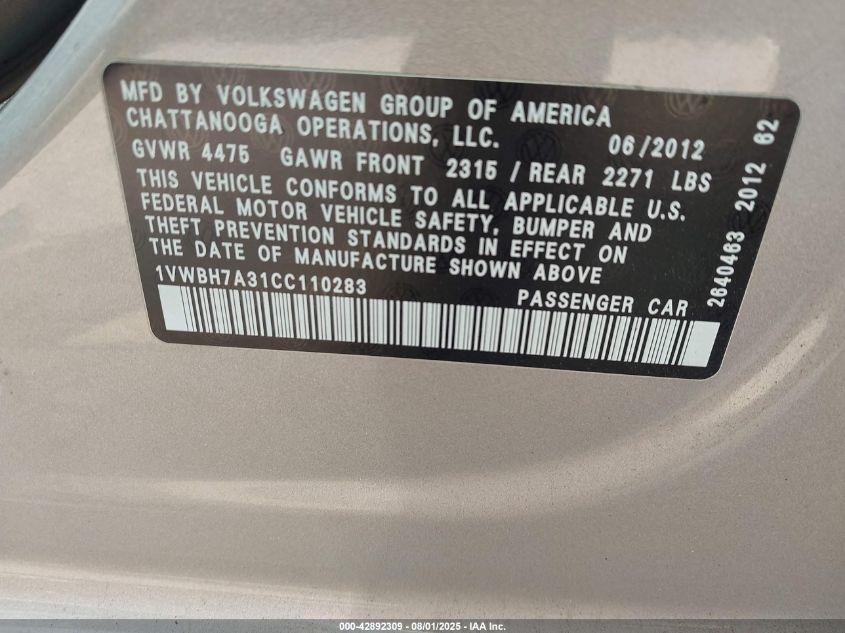 MFD BY VOLKSWAGEN GROUP OF AMERICA
CHATTANOOGA OPERATIONS, LLC. 06/2012
GVWR 4475 GAWR FRONT 2315 / REAR 2271 LBS
THIS VEHICLE CONFORMS TO ALL APPLICABLE U.S.
FEDERAL MOTOR VEHICLE SAFETY, BUMPER AND
THEFT PREVENTION STANDARDS IN EFFECT ON
THE DATE OF MANUFACTURE SHOWN ABOVE
1VWBH7A31CC110283 PASSENGER CAR
2640463 2012 62
000-42892309 - 08/01/2025 - IAA Inc.